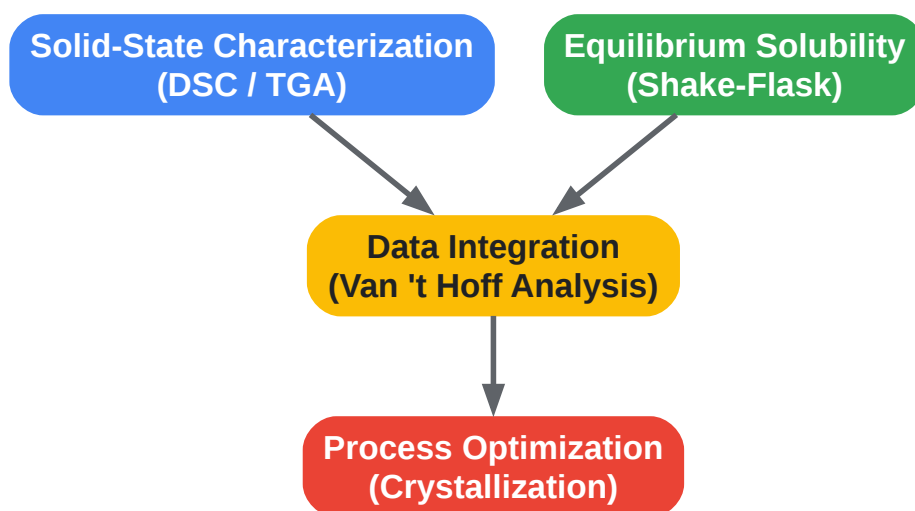 Solid-State Characterization
(DSC / TGA)
Equilibrium Solubility
(Shake-Flask)
Data Integration
(Van 't Hoff Analysis)
Process Optimization
(Crystallization)